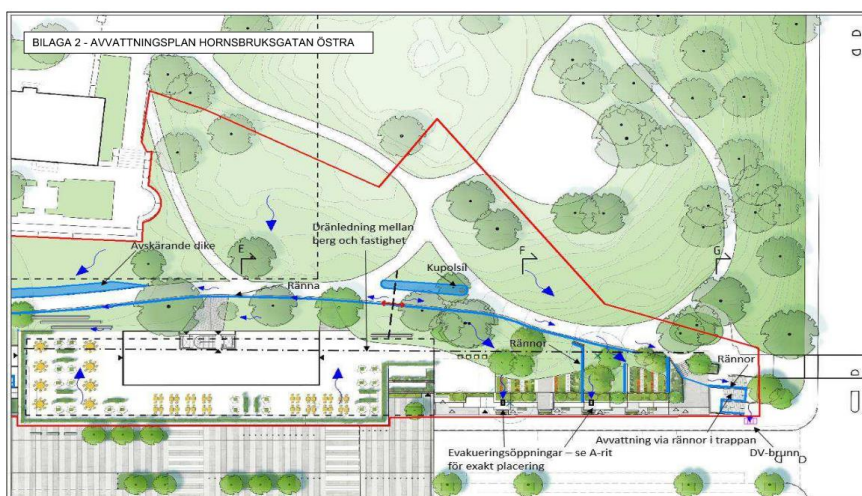 BILAGA 2 - AVVATTNINGSPLAN HORNSBRUKSGATAN ÖSTRA
D
D
Dränledning mellan
berg och fastighet
Avskärande dike
E
F
G
Kupolsil
Ränna
Rännor
D
Rännor
Avvattning via rännor i trappan
Evakueringsöppningar – se A-rit
för exakt placering
DV-brunn
D
D